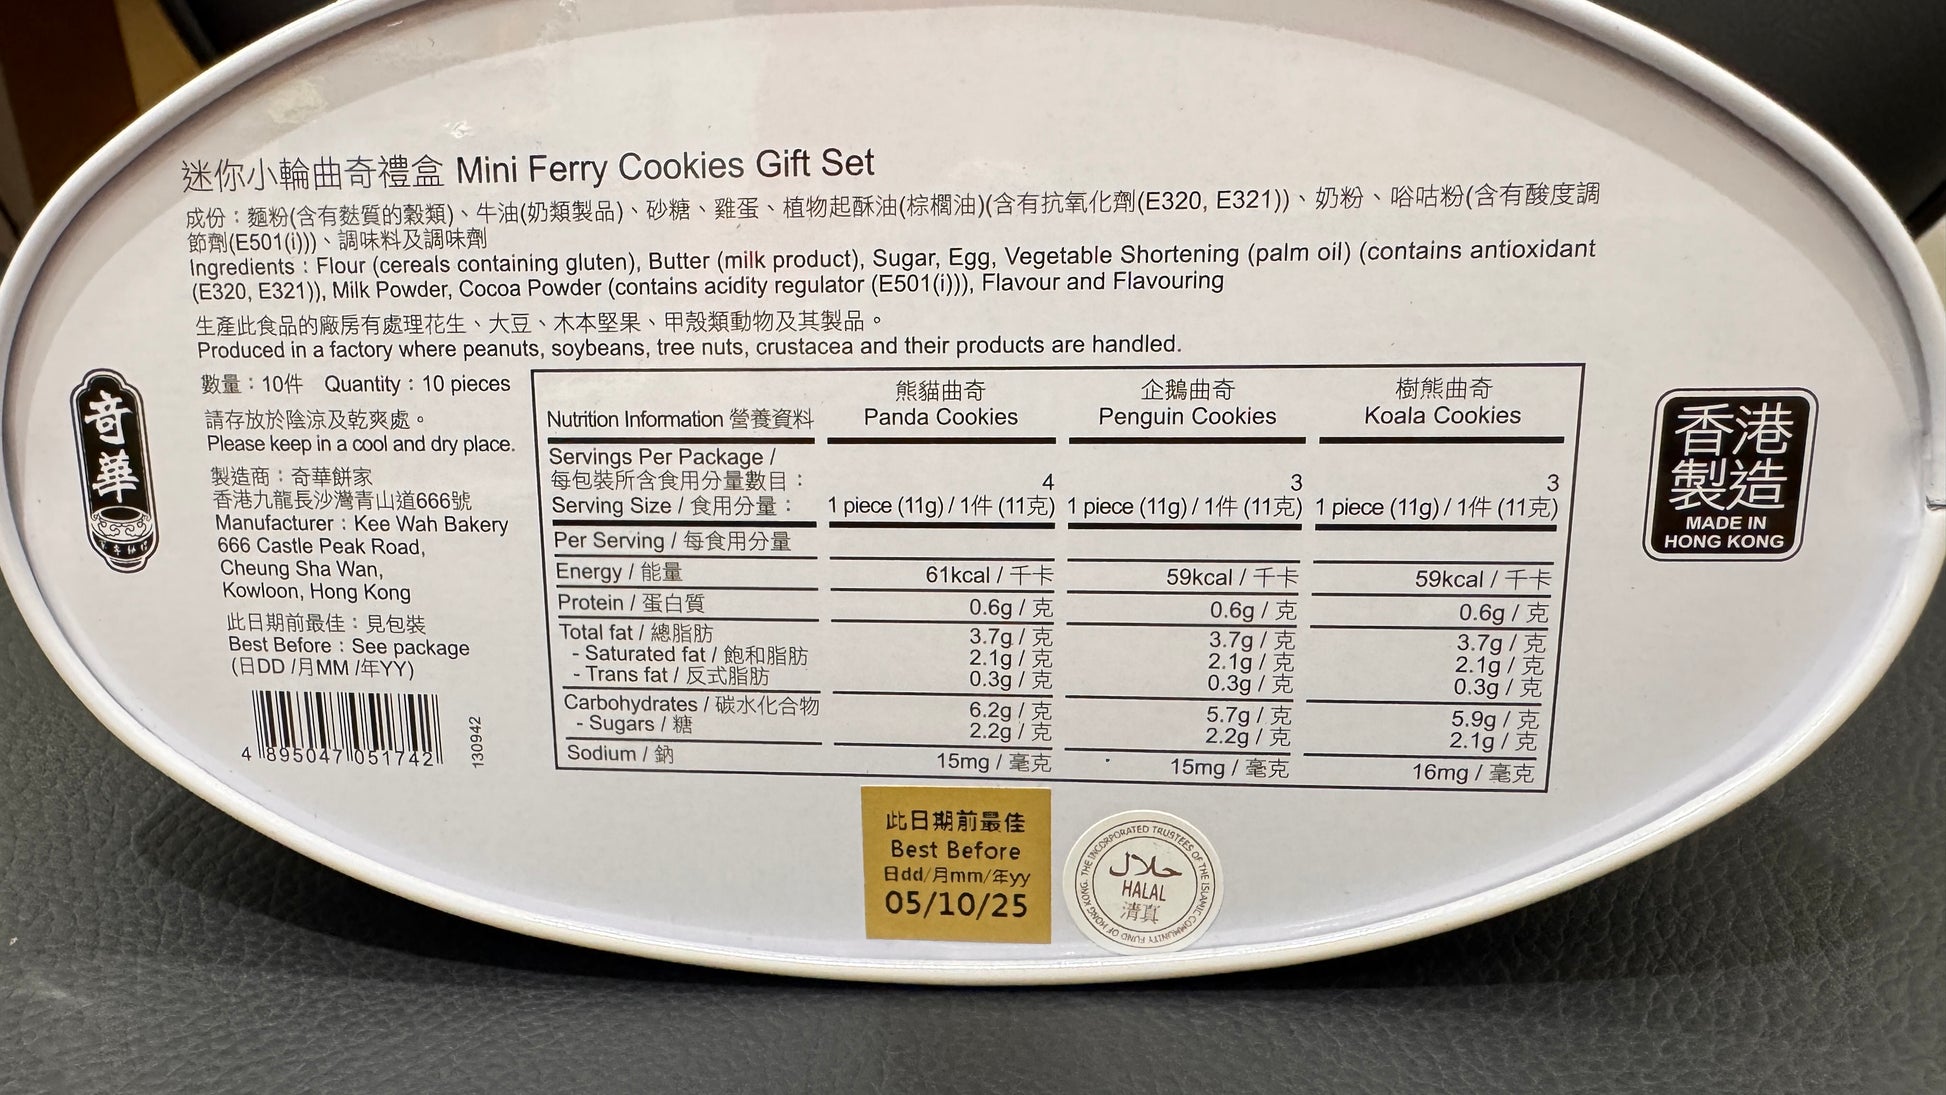 迷你小輪曲奇禮盒 Mini Ferry Cookies Gift Set
成份：麵粉(含有麩質的穀類)、牛油(奶類製品)、砂糖、雞蛋、植物起酥油(棕櫚油)(含有抗氧化劑(E320, E321))、奶粉、唂咕粉(含有酸度調
節劑(E501(i)))、調味料及調味劑
Ingredients : Flour (cereals containing gluten), Butter (milk product), Sugar, Egg, Vegetable Shortening (palm oil) (contains antioxidant
(E320, E321)), Milk Powder, Cocoa Powder (contains acidity regulator (E501(i))), Flavour and Flavouring
生產此食品的廠房有處理花生、大豆、木本堅果、甲殼類動物及其製品。
Produced in a factory where peanuts, soybeans, tree nuts, crustacea and their products are handled.
奇華
數量：10件 Quantity : 10 pieces
請存放於陰涼及乾爽處。
Please keep in a cool and dry place.
製造商：奇華餅家
香港九龍長沙灣青山道666號
Manufacturer : Kee Wah Bakery
666 Castle Peak Road,
Cheung Sha Wan,
Kowloon, Hong Kong
此日期前最佳：見包裝
Best Before : See package
(日DD /月MM /年YY)
4 895047 051742
130942
熊貓曲奇 企鵝曲奇 樹熊曲奇
Nutrition Information 營養資料 Panda Cookies Penguin Cookies Koala Cookies
Servings Per Package /
每包裝所含食用分量數目： 4 3 3
Serving Size / 食用分量： 1 piece (11g) / 1件 (11克) 1 piece (11g) / 1件 (11克) 1 piece (11g) / 1件 (11克)
Per Serving / 每食用分量
Energy / 能量 61kcal / 千卡 59kcal / 千卡 59kcal / 千卡
Protein / 蛋白質 0.6g / 克 0.6g / 克 0.6g / 克
Total fat / 總脂肪 3.7g / 克 3.7g / 克 3.7g / 克
- Saturated fat / 飽和脂肪 2.1g / 克 2.1g / 克 2.1g / 克
- Trans fat / 反式脂肪 0.3g / 克 0.3g / 克 0.3g / 克
Carbohydrates / 碳水化合物 6.2g / 克 5.7g / 克 5.9g / 克
- Sugars / 糖 2.2g / 克 2.2g / 克 2.1g / 克
Sodium / 鈉 15mg / 毫克 15mg / 毫克 16mg / 毫克
香港
製造
MADE IN
HONG KONG
此日期前最佳
Best Before
日dd/月mm/年yy
05/10/25
THE INCORPORATED TRUSTEES OF THE ISLAMIC COMMUNITY FUND OF HONG KONG
حلال
HALAL
清真